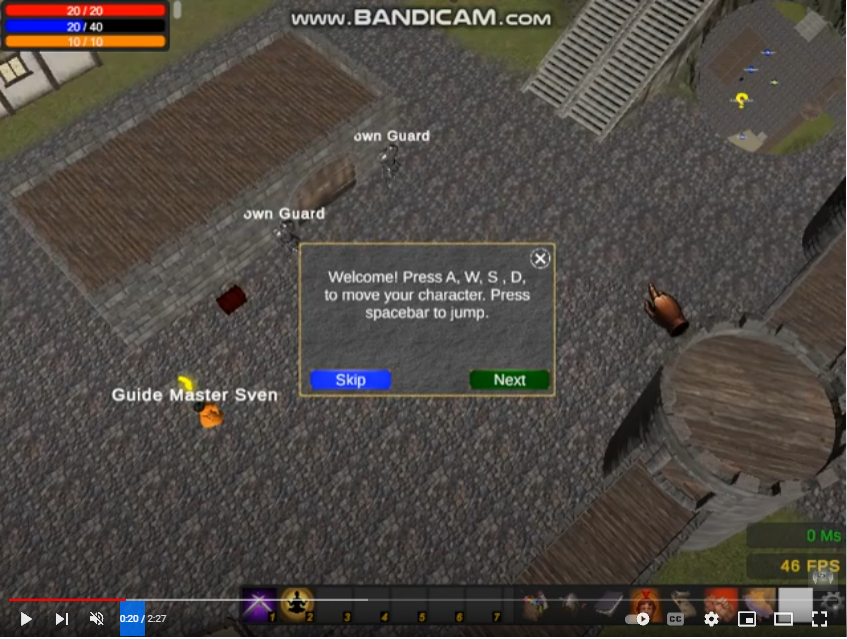 20 / 20
20 / 40
10 / 10
www.BANDICAM.com
own Guard
own Guard
Welcome! Press A, W, S , D,
to move your character. Press
spacebar to jump.
Skip
Next
Guide Master Sven
0 Ms
46 FPS
1 2 3 4 5 6 7
0:20 / 2:27
CC